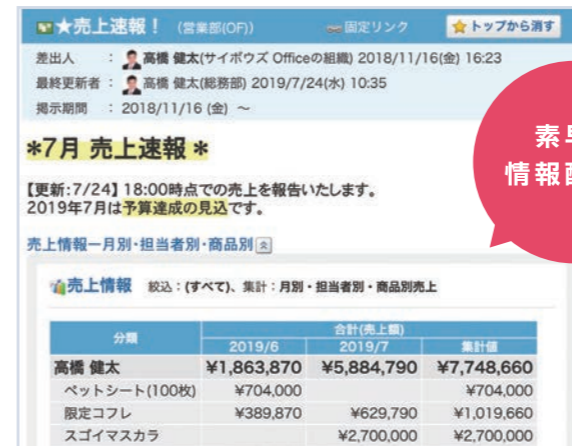 ★売上速報！ (営業部(OF)) 固定リンク トップから消す
差出人 : 高橋 健太(サイボウズ Officeの組織) 2018/11/16(金) 16:23
最終更新者 : 高橋 健太(総務部) 2019/7/24(水) 10:35
掲示期間 : 2018/11/16 (金) ～
*7月 売上速報 *
素早
情報配
【更新:7/24】18:00時点での売上を報告いたします。
2019年7月は予算達成の見込です。
売上情報ー月別･担当者別･商品別
売上情報 絞込：(すべて)、集計：月別・担当者別・商品別売上
分類 合計(売上額)
2019/6 2019/7 集計値
高橋 健太 ¥1,863,870 ¥5,884,790 ¥7,748,660
ペットシート(100枚) ¥704,000 ¥704,000
限定コフレ ¥389,870 ¥629,790 ¥1,019,660
スゴイマスカラ ¥2,700,000 ¥2,700,000